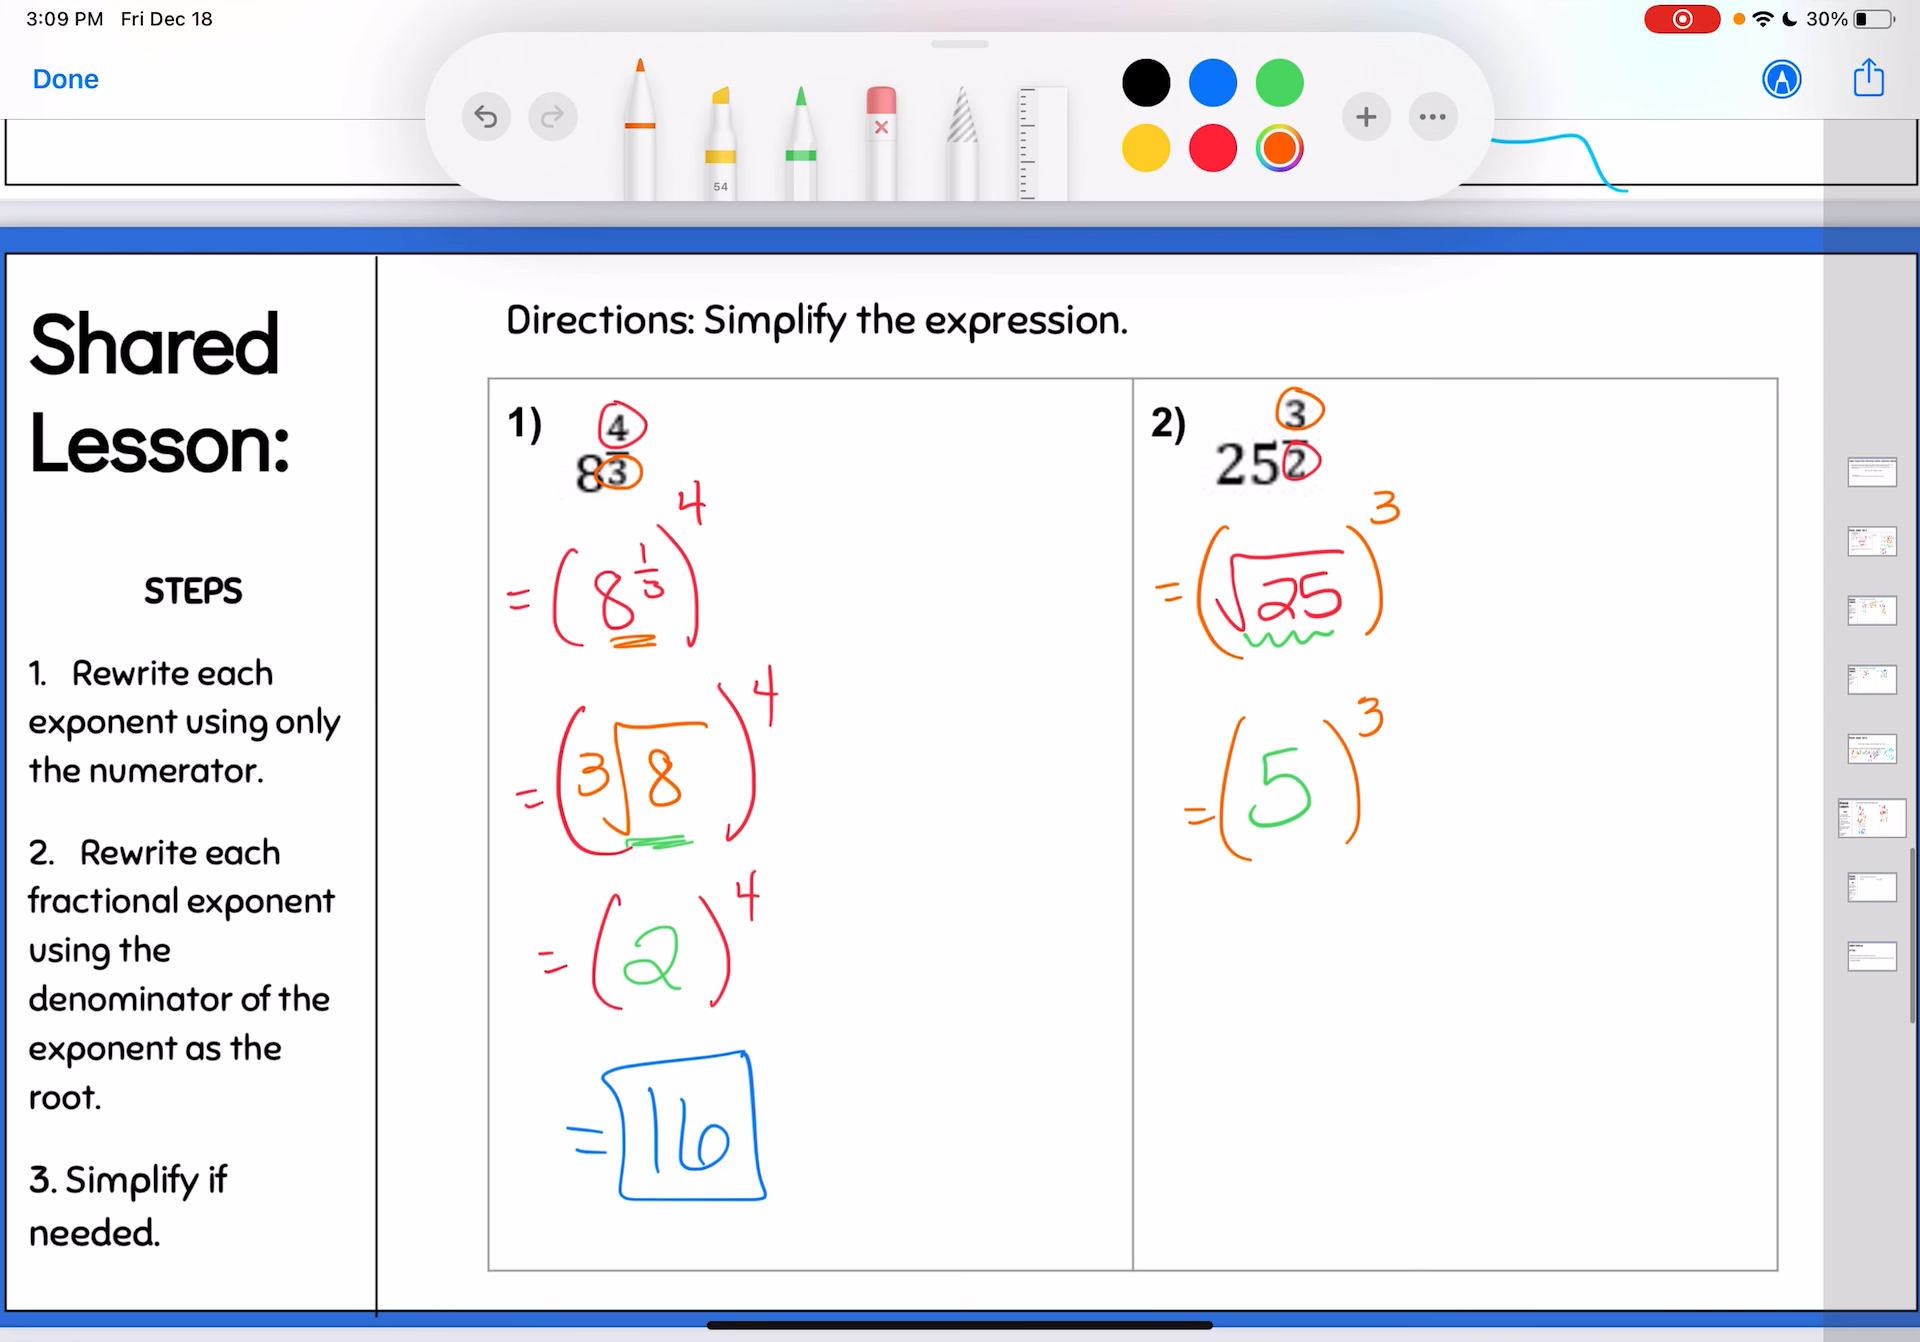 3:09 PM Fri Dec 18
30%
Done
54
Shared
Lesson:
STEPS
1. Rewrite each
exponent using only
the numerator.
2. Rewrite each
fractional exponent
using the
denominator of the
exponent as the
root.
3. Simplify if
needed.
Directions: Simplify the expression.
1) 8^(4/3)
= (8^(1/3))^4
= (3√8)^4
= (2)^4
= 16
2) 25^(3/2)
= (√25)^3
= (5)^3